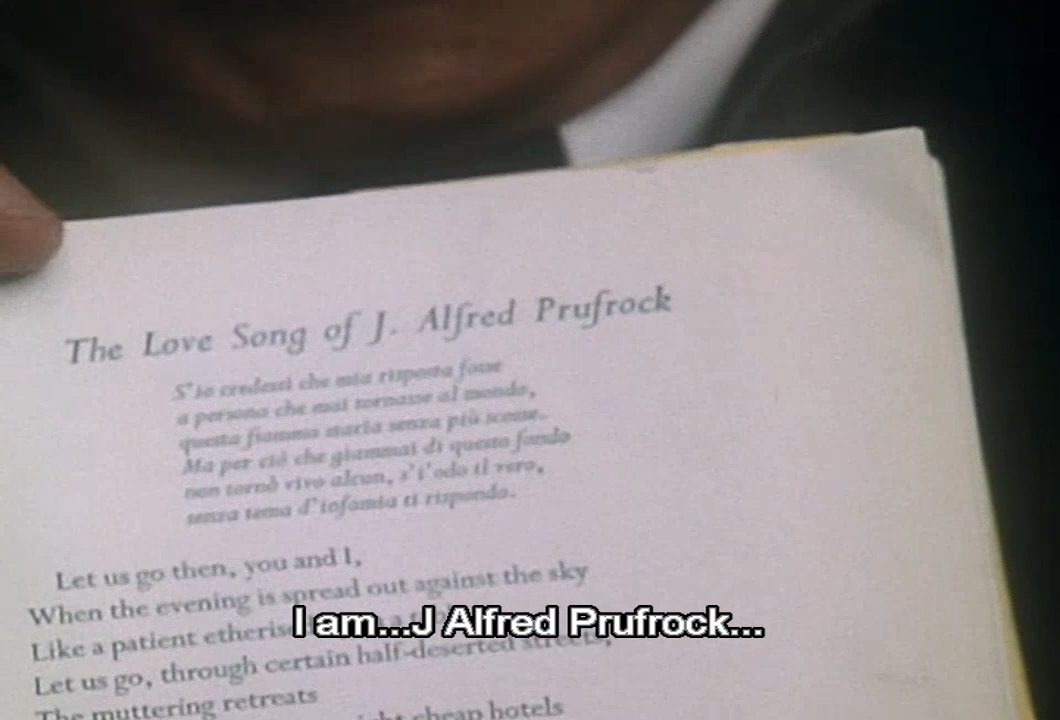 The Love Song of J. Alfred Prufrock
S'io credessi che mia risposta fosse
a persona che mai tornasse al mondo,
questa fiamma staria senza più scosse.
Ma per ciò che giammai di questo fondo
non tornò vivo alcun, s'i'odo il vero,
senza tema d'infamia ti rispondo.
Let us go then, you and I,
When the evening is spread out against the sky
Like a patient etheris
I am...J Alfred Prufrock...
Let us go, through certain half-deserted streets,
The muttering retreats
cheap hotels